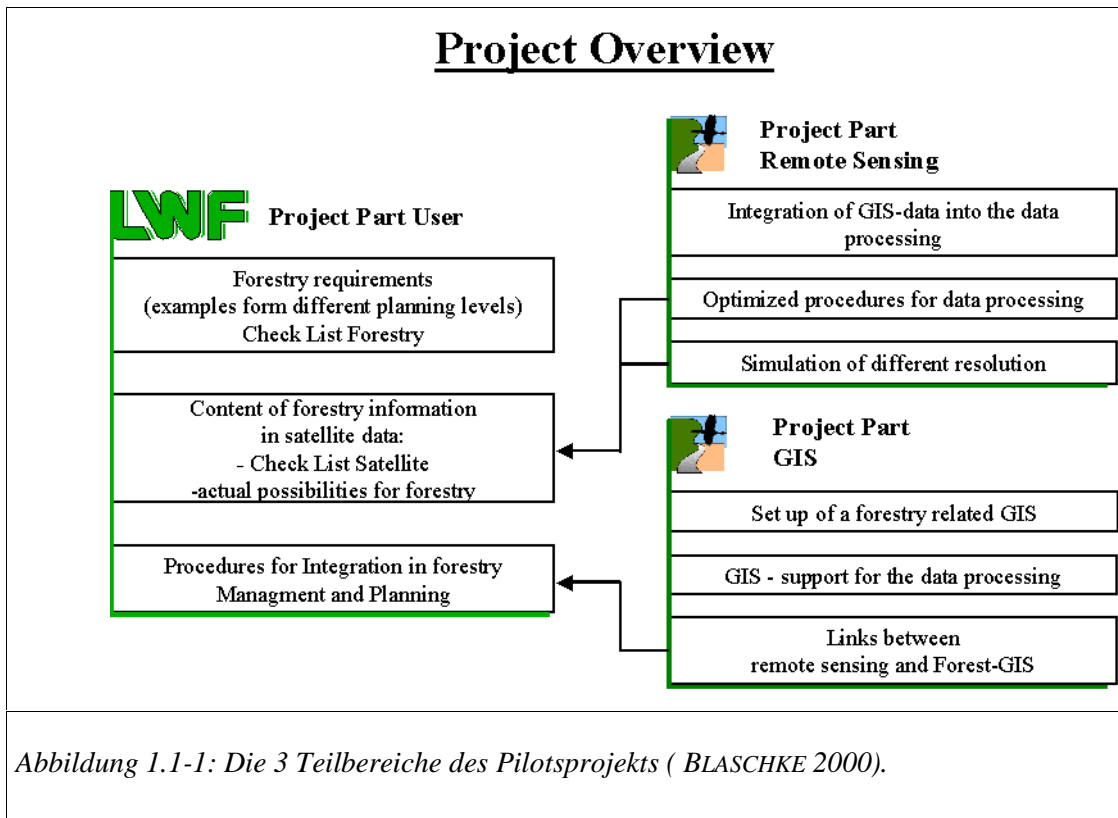 Project Overview
LWF
Project Part User
Forestry requirements
(examples form different planning levels)
Check List Forestry
Content of forestry information
in satellite data:
- Check List Satellite
-actual possibilities for forestry
Procedures for Integration in forestry
Managment and Planning
Project Part
Remote Sensing
Integration of GIS-data into the data
processing
Optimized procedures for data processing
Simulation of different resolution
Project Part
GIS
Set up of a forestry related GIS
GIS - support for the data processing
Links between
remote sensing and Forest-GIS
Abbildung 1.1-1: Die 3 Teilbereiche des Pilotsprojekts ( BLASCHKE 2000).